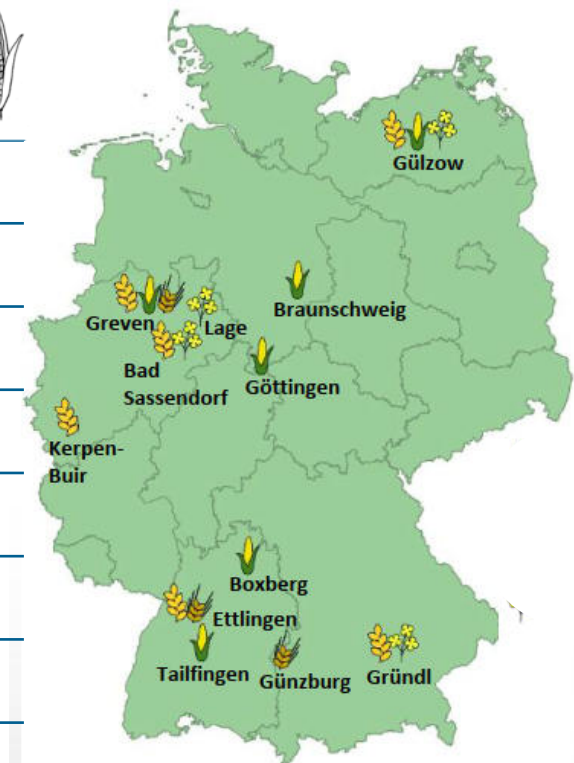 Gülzow
Braunschweig
Greven
Lage
Bad
Sassendorf
Göttingen
Kerpen-
Buir
Boxberg
Ettlingen
Tailfingen
Günzburg
Gründl